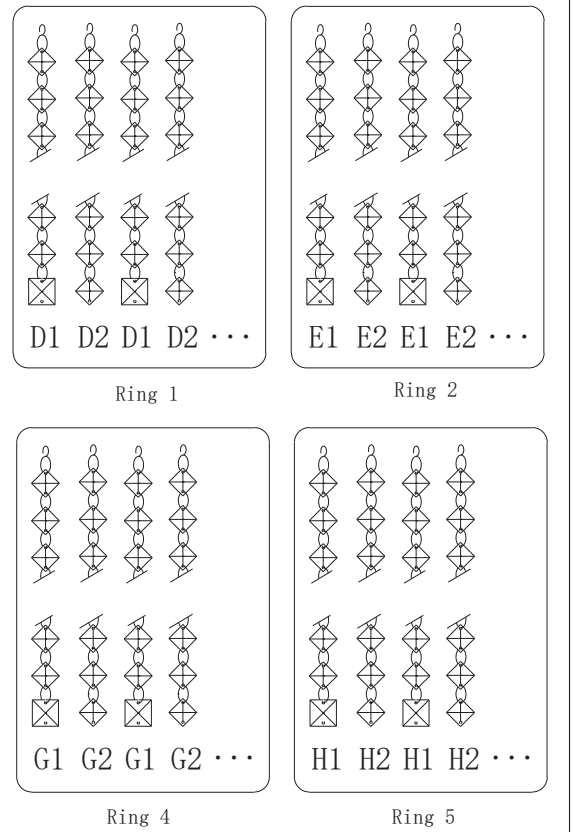 D1 D2 D1 D2 ···
Ring 1
E1 E2 E1 E2 ···
Ring 2
G1 G2 G1 G2 ···
Ring 4
H1 H2 H1 H2 ···
Ring 5